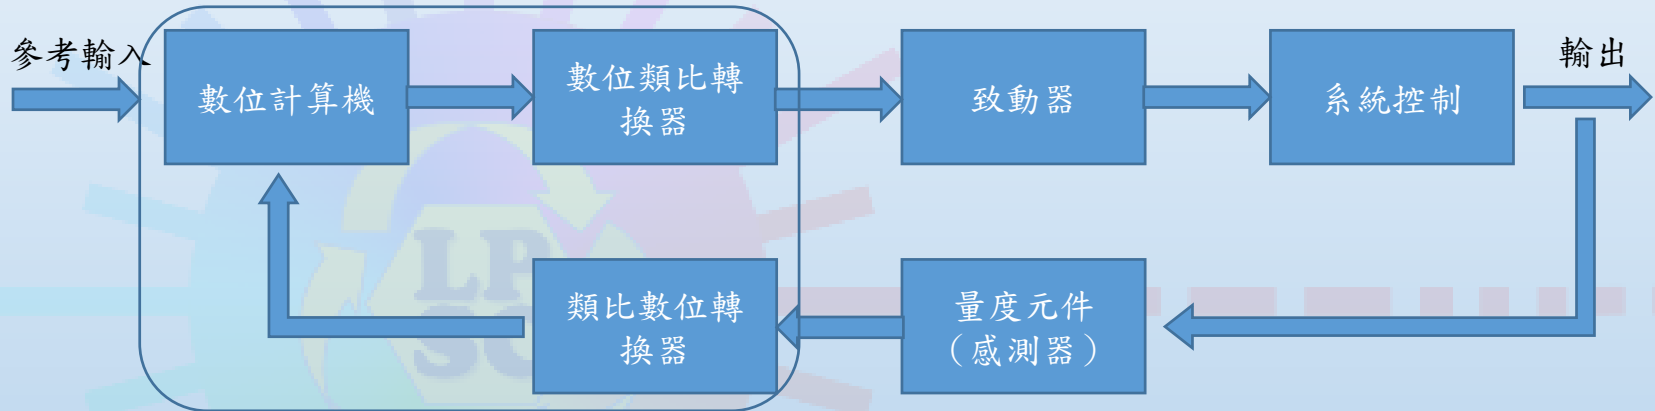 參考輸入
數位計算機
數位類比轉
換器
致動器
系統控制
輸出
類比數位轉
換器
量度元件
(感測器)
LP
SC